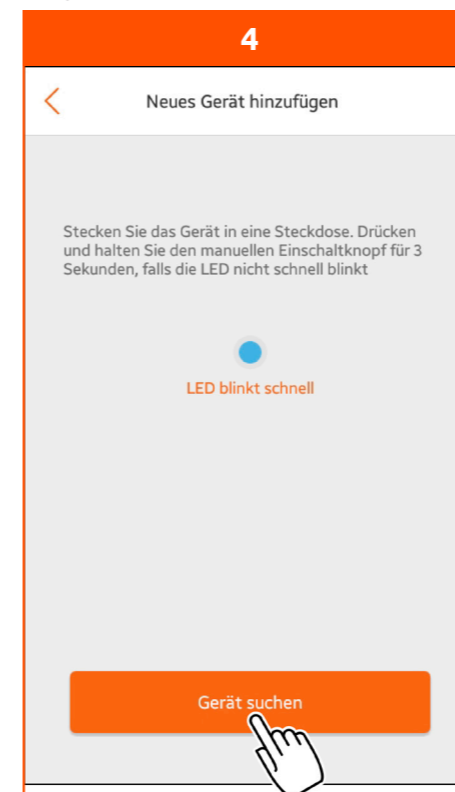 4
Neues Gerät hinzufügen
Stecken Sie das Gerät in eine Steckdose. Drücken
und halten Sie den manuellen Einschaltknopf für 3
Sekunden, falls die LED nicht schnell blinkt
LED blinkt schnell
Gerät suchen